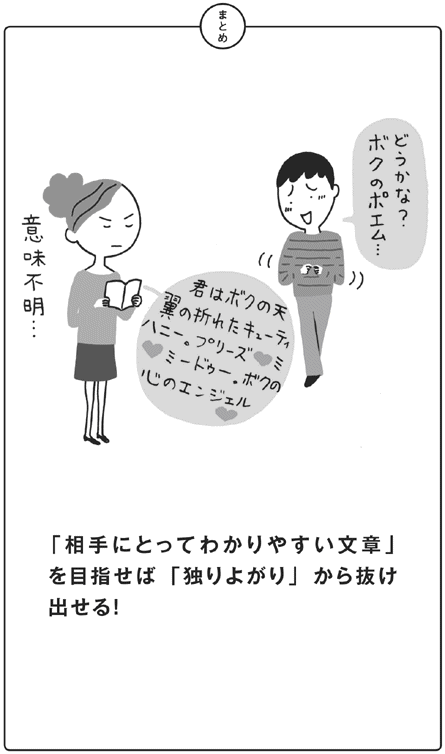 まとめ
どうかな?
ボクのポエム…
君はボクの天
翼の折れたキューティ
ハニー。プリーズ♥ミ
♥ミードゥー。ボクの
心のエンジェル♥
意味不明…
「相手にとってわかりやすい文章」
を目指せば「独りよがり」から抜け
出せる!